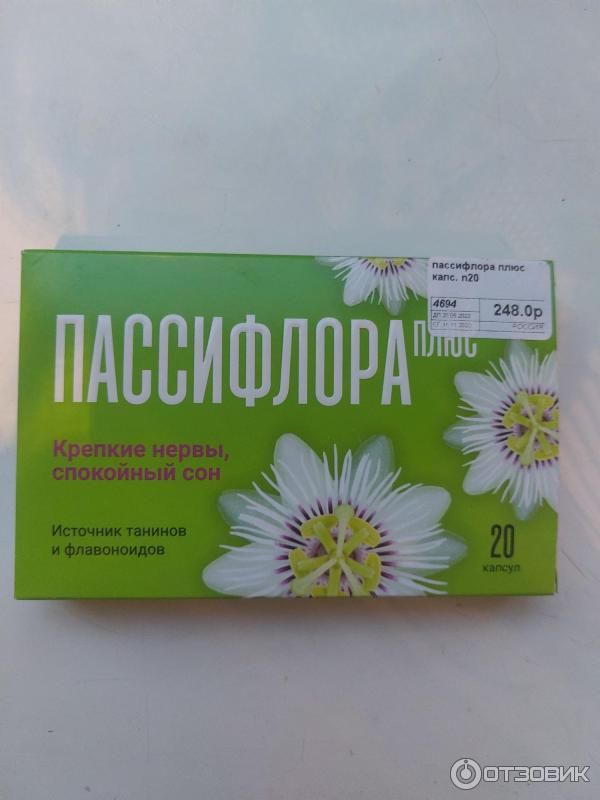 пассифлора плюс
капс. n20
4694
248.0р
РОССИЯ
ПАССИФЛОРА
ПЛЮС
Крепкие нервы,
спокойный сон
Источник танинов
и флавоноидов
20
капсул
ОТЗОВИК